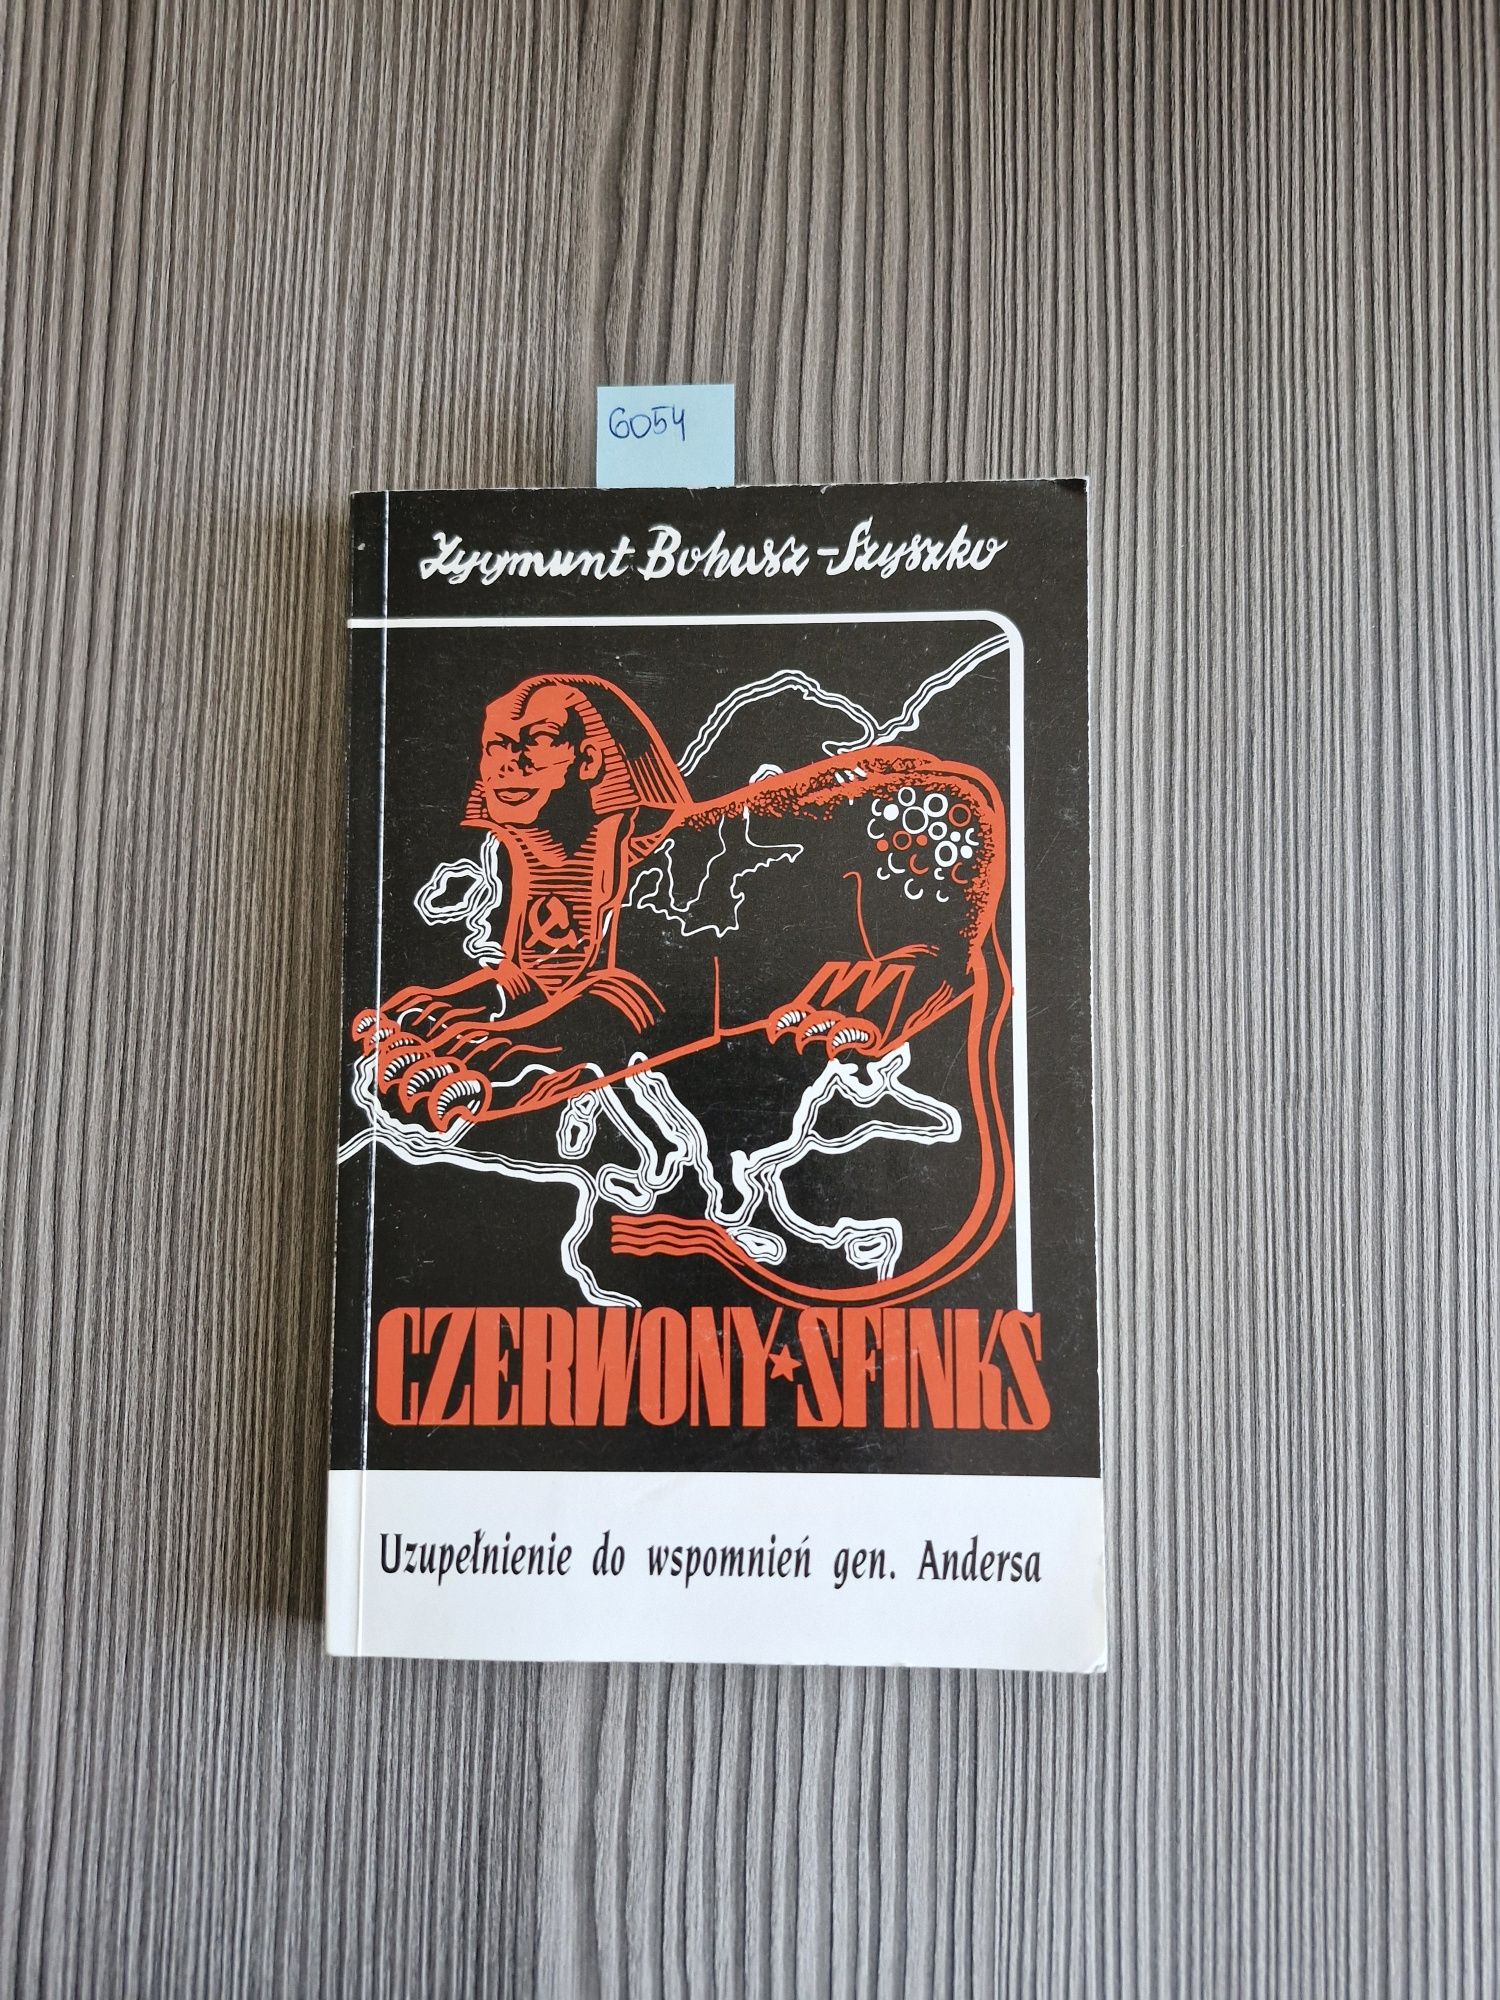 6054
Zygmunt Bohusz-Szyszko
CZERWONY★SFINKS
Uzupełnienie do wspomnień gen. Andersa